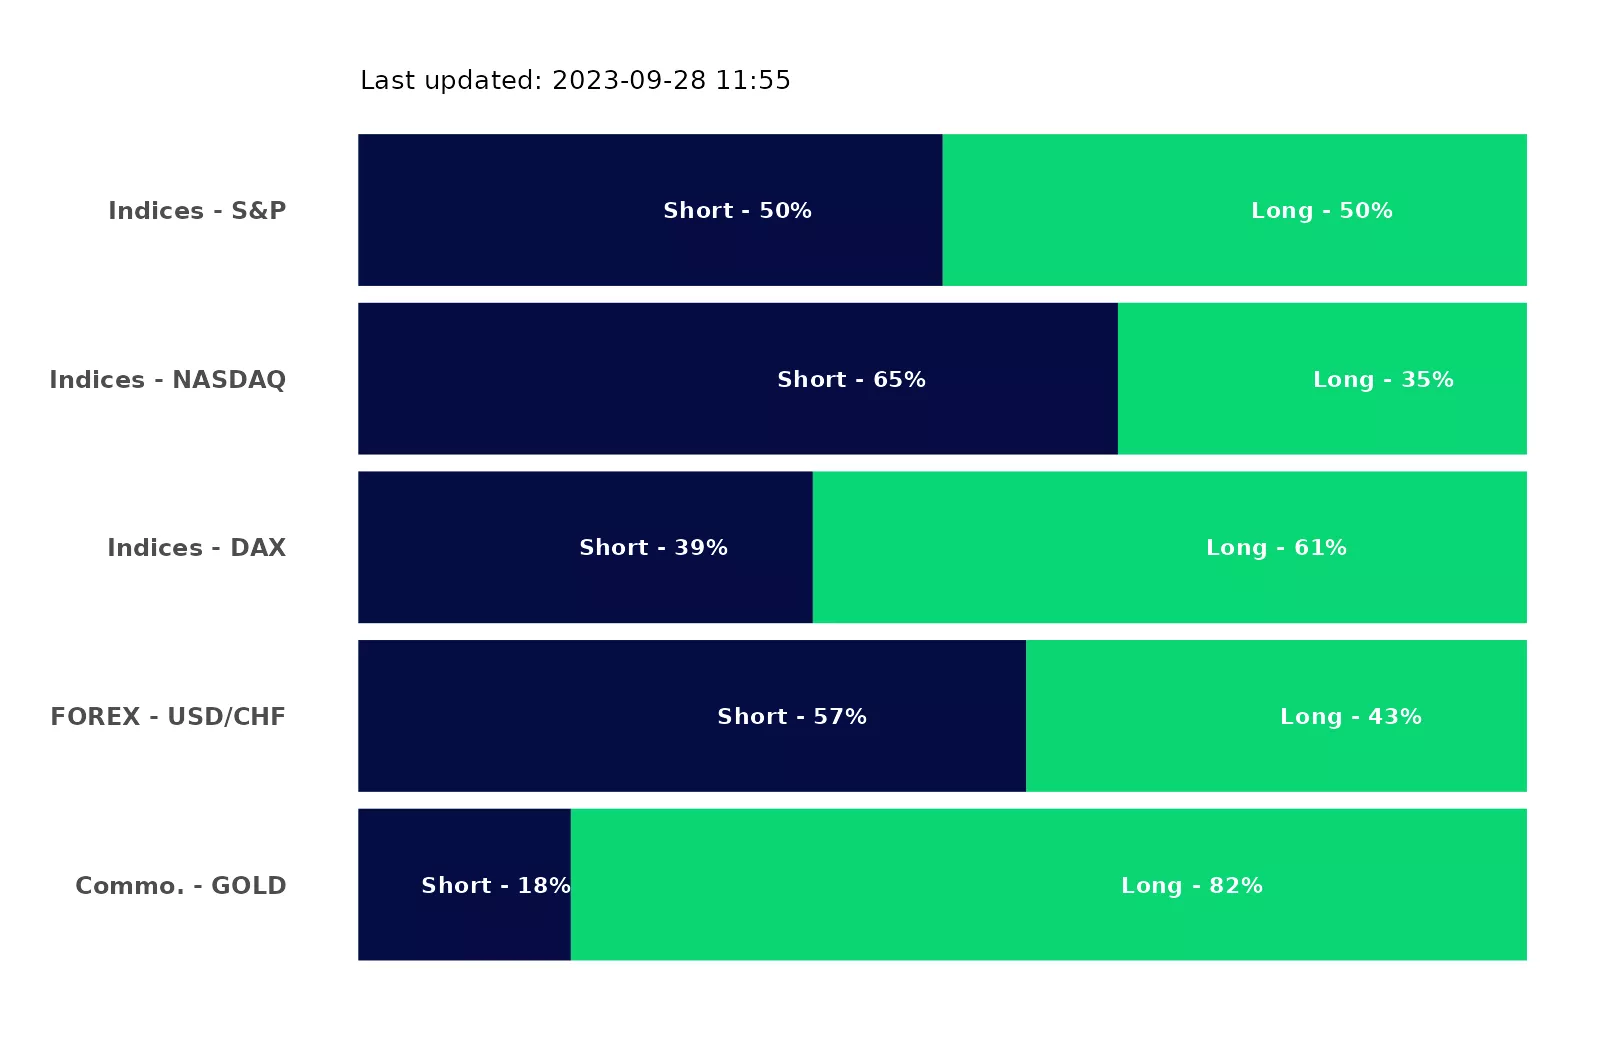 Last updated: 2023-09-28 11:55
Indices - S&P Short - 50% Long - 50%
Indices - NASDAQ Short - 65% Long - 35%
Indices - DAX Short - 39% Long - 61%
FOREX - USD/CHF Short - 57% Long - 43%
Commo. - GOLD Short - 18% Long - 82%